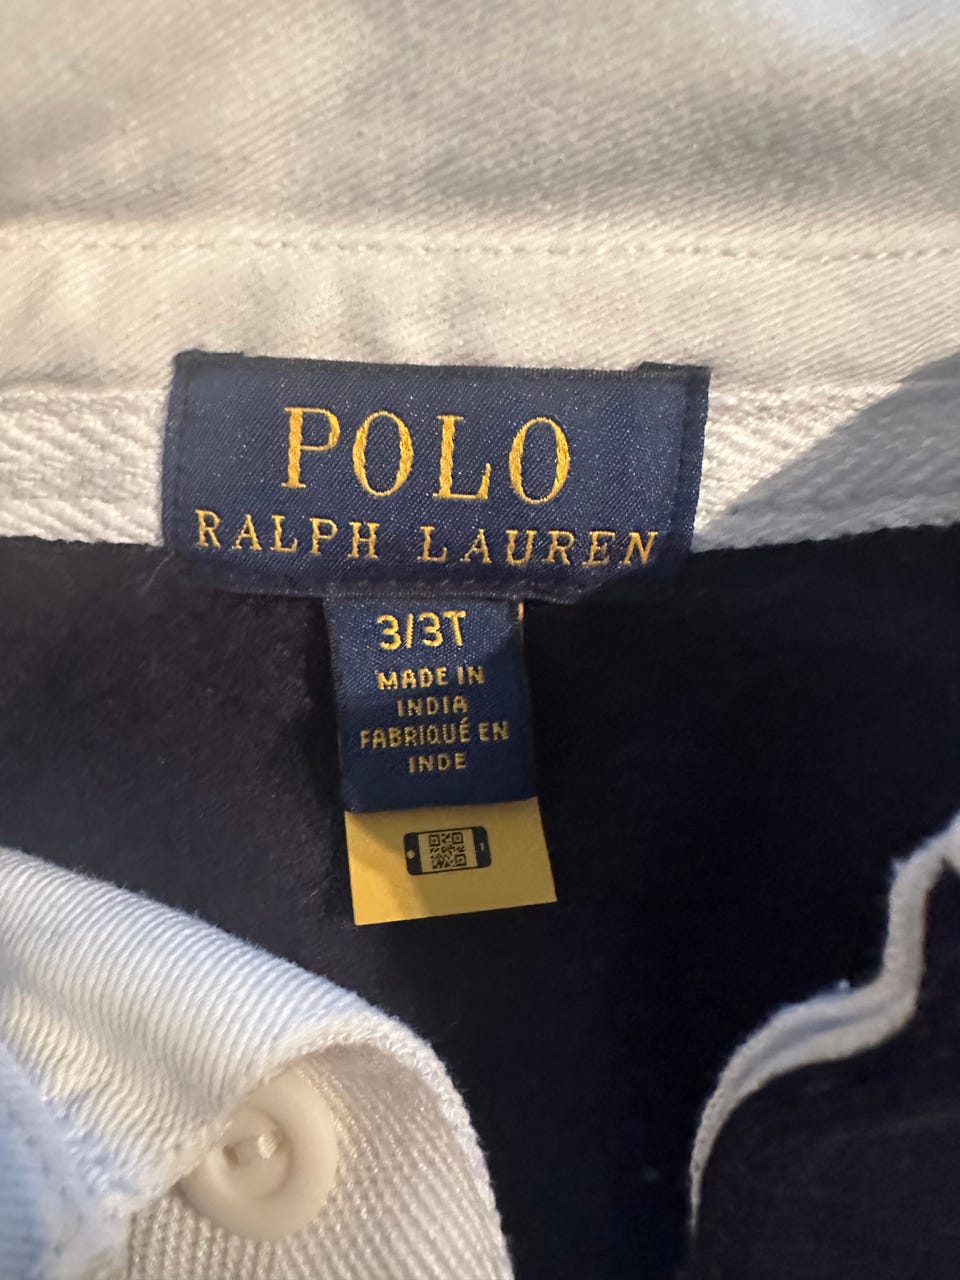 POLO
RALPH LAUREN
3/3T
MADE IN
INDIA
FABRIQUÉ EN
INDE